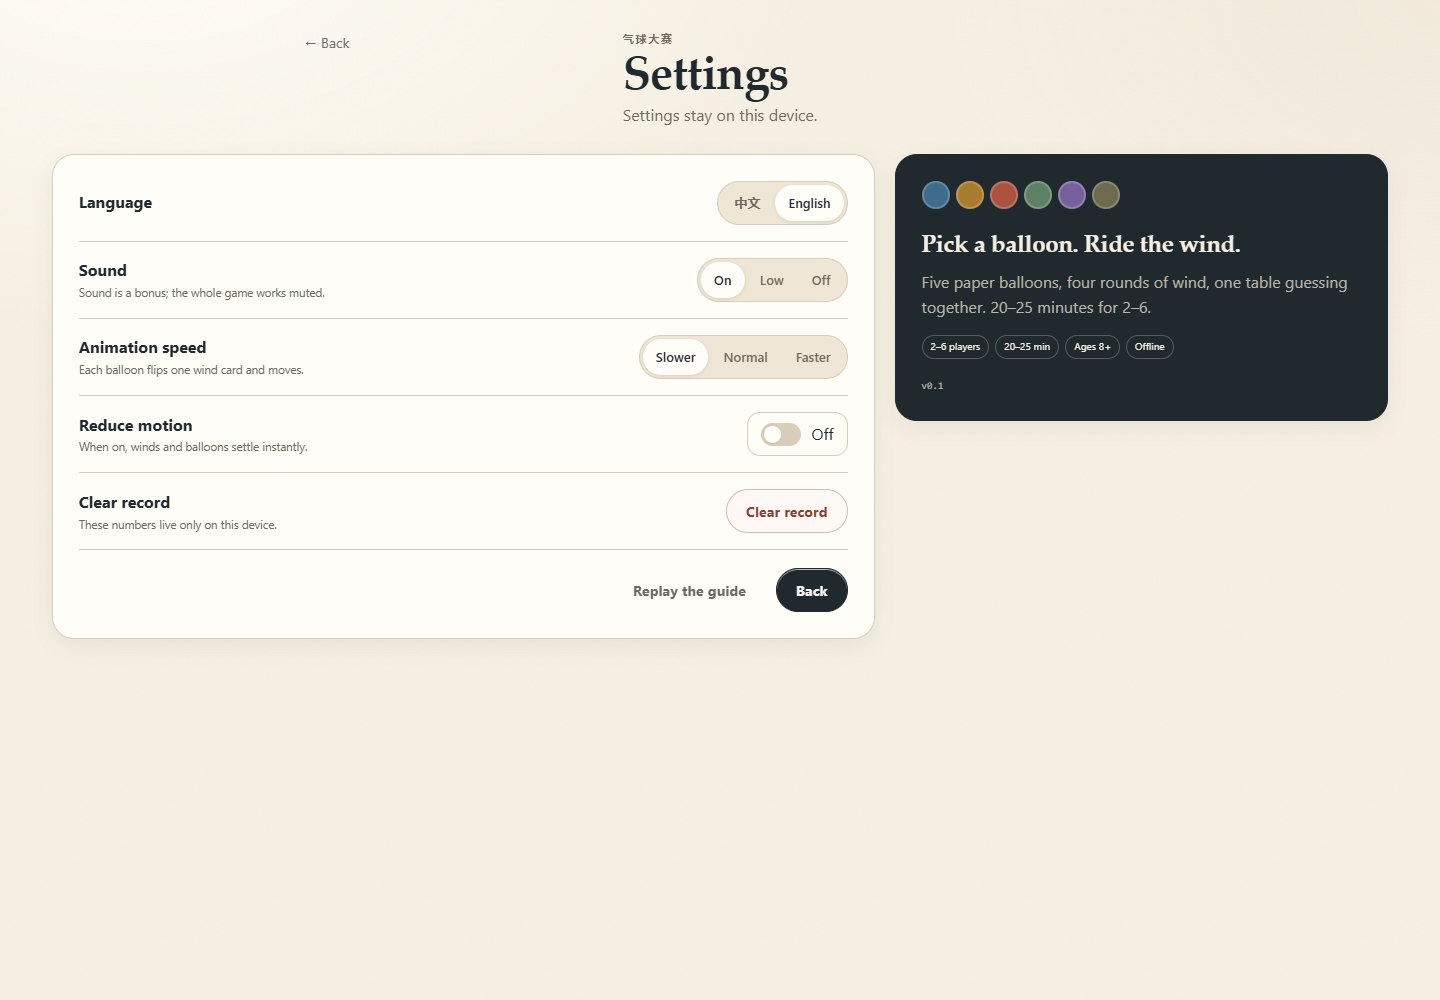 ← Back
气球大赛
Settings
Settings stay on this device.
Language
中文 English
Sound
Sound is a bonus; the whole game works muted.
On Low Off
Animation speed
Each balloon flips one wind card and moves.
Slower Normal Faster
Reduce motion
When on, winds and balloons settle instantly.
Off
Clear record
These numbers live only on this device.
Clear record
Replay the guide Back
Pick a balloon. Ride the wind.
Five paper balloons, four rounds of wind, one table guessing
together. 20–25 minutes for 2–6.
2–6 players 20–25 min Ages 8+ Offline
v0.1